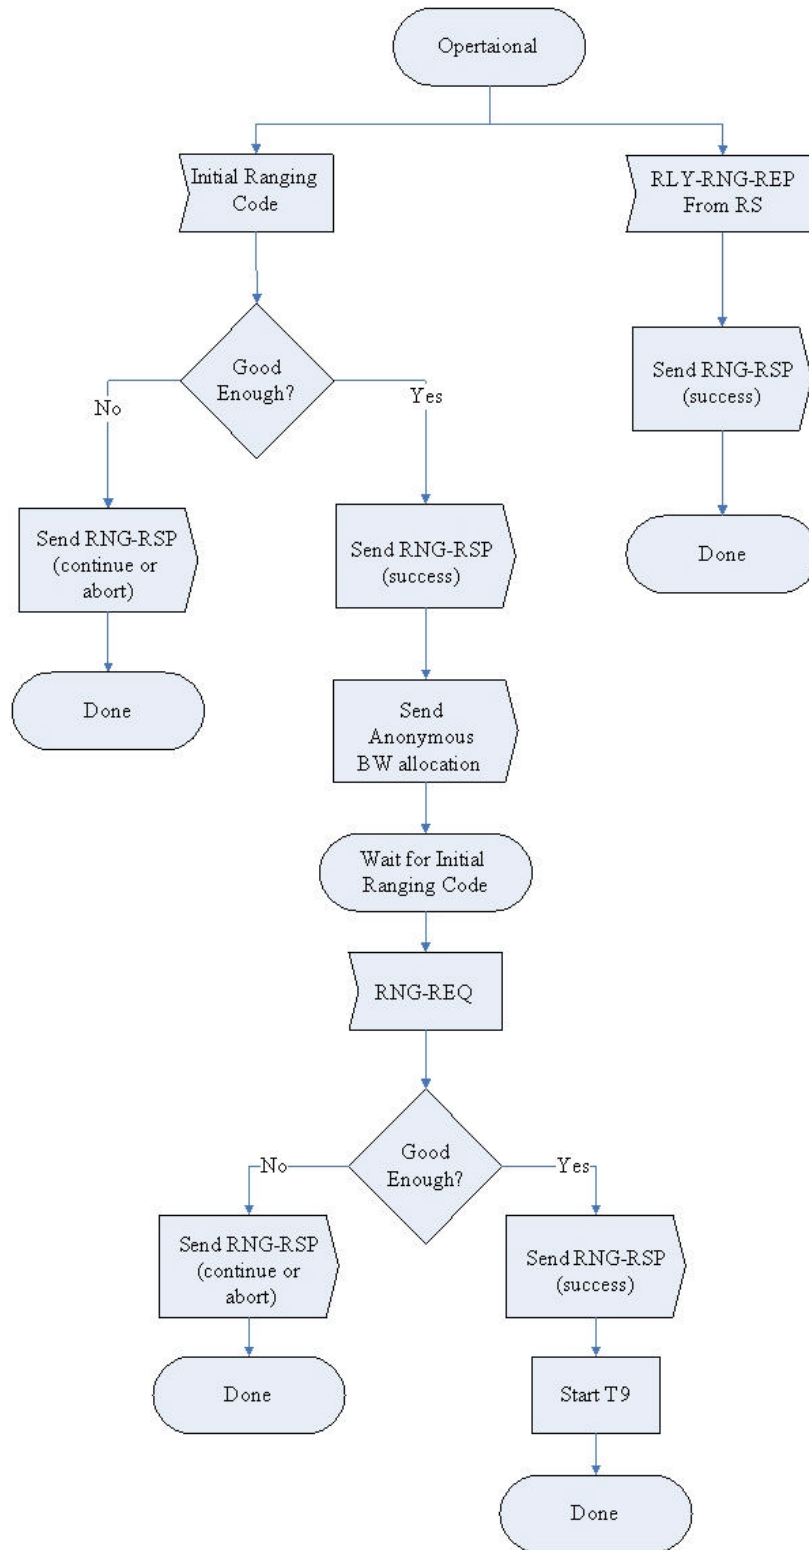 Opertaional
Initial Ranging
Code
RLY-RNG-REP
From RS
Good
Enough?
Send RNG-RSP
(success)
No
Yes
Send RNG-RSP
(continue or
abort)
Send RNG-RSP
(success)
Done
Done
Send
Anonymous
BW allocation
Wait for Initial
Ranging Code
RNG-REQ
Good
Enough?
No
Yes
Send RNG-RSP
(continue or
abort)
Send RNG-RSP
(success)
Done
Start T9
Done